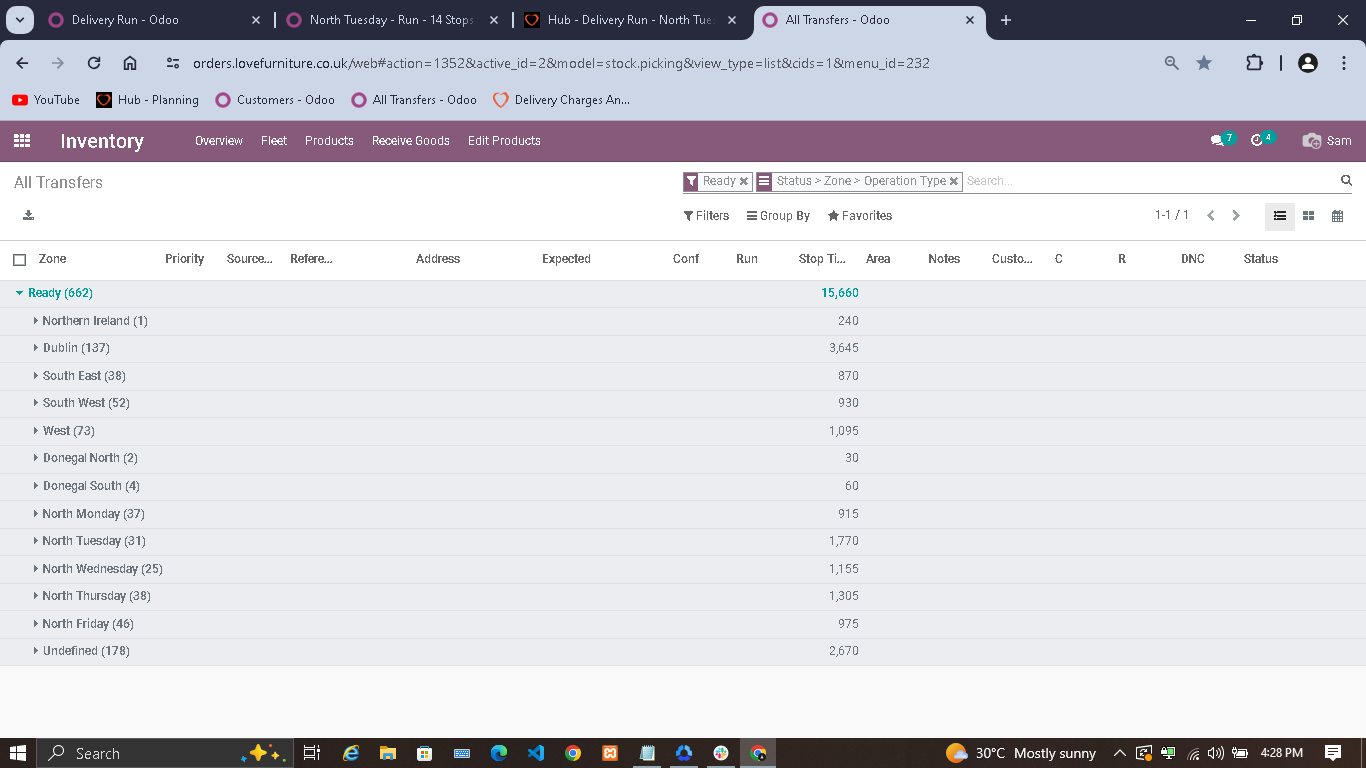 Delivery Run - Odoo
North Tuesday - Run - 14 Stops
Hub - Delivery Run - North Tue
All Transfers - Odoo
orders.lovefurniture.co.uk/web#action=1352&active_id=2&model=stock.picking&view_type=list&cids=1&menu_id=232
YouTube
Hub - Planning
Customers - Odoo
All Transfers - Odoo
Delivery Charges An...
Inventory
Overview
Fleet
Products
Receive Goods
Edit Products
7
4
Sam
All Transfers
Ready
Status > Zone > Operation Type
Search...
Filters
Group By
Favorites
1-1 / 1
Zone Priority Source... Refere... Address Expected Conf Run Stop Ti... Area Notes Custo... C R DNC Status
Ready (662) 15,660
Northern Ireland (1) 240
Dublin (137) 3,645
South East (38) 870
South West (52) 930
West (73) 1,095
Donegal North (2) 30
Donegal South (4) 60
North Monday (37) 915
North Tuesday (31) 1,770
North Wednesday (25) 1,155
North Thursday (38) 1,305
North Friday (46) 975
Undefined (178) 2,670
Search
30°C Mostly sunny
4:28 PM